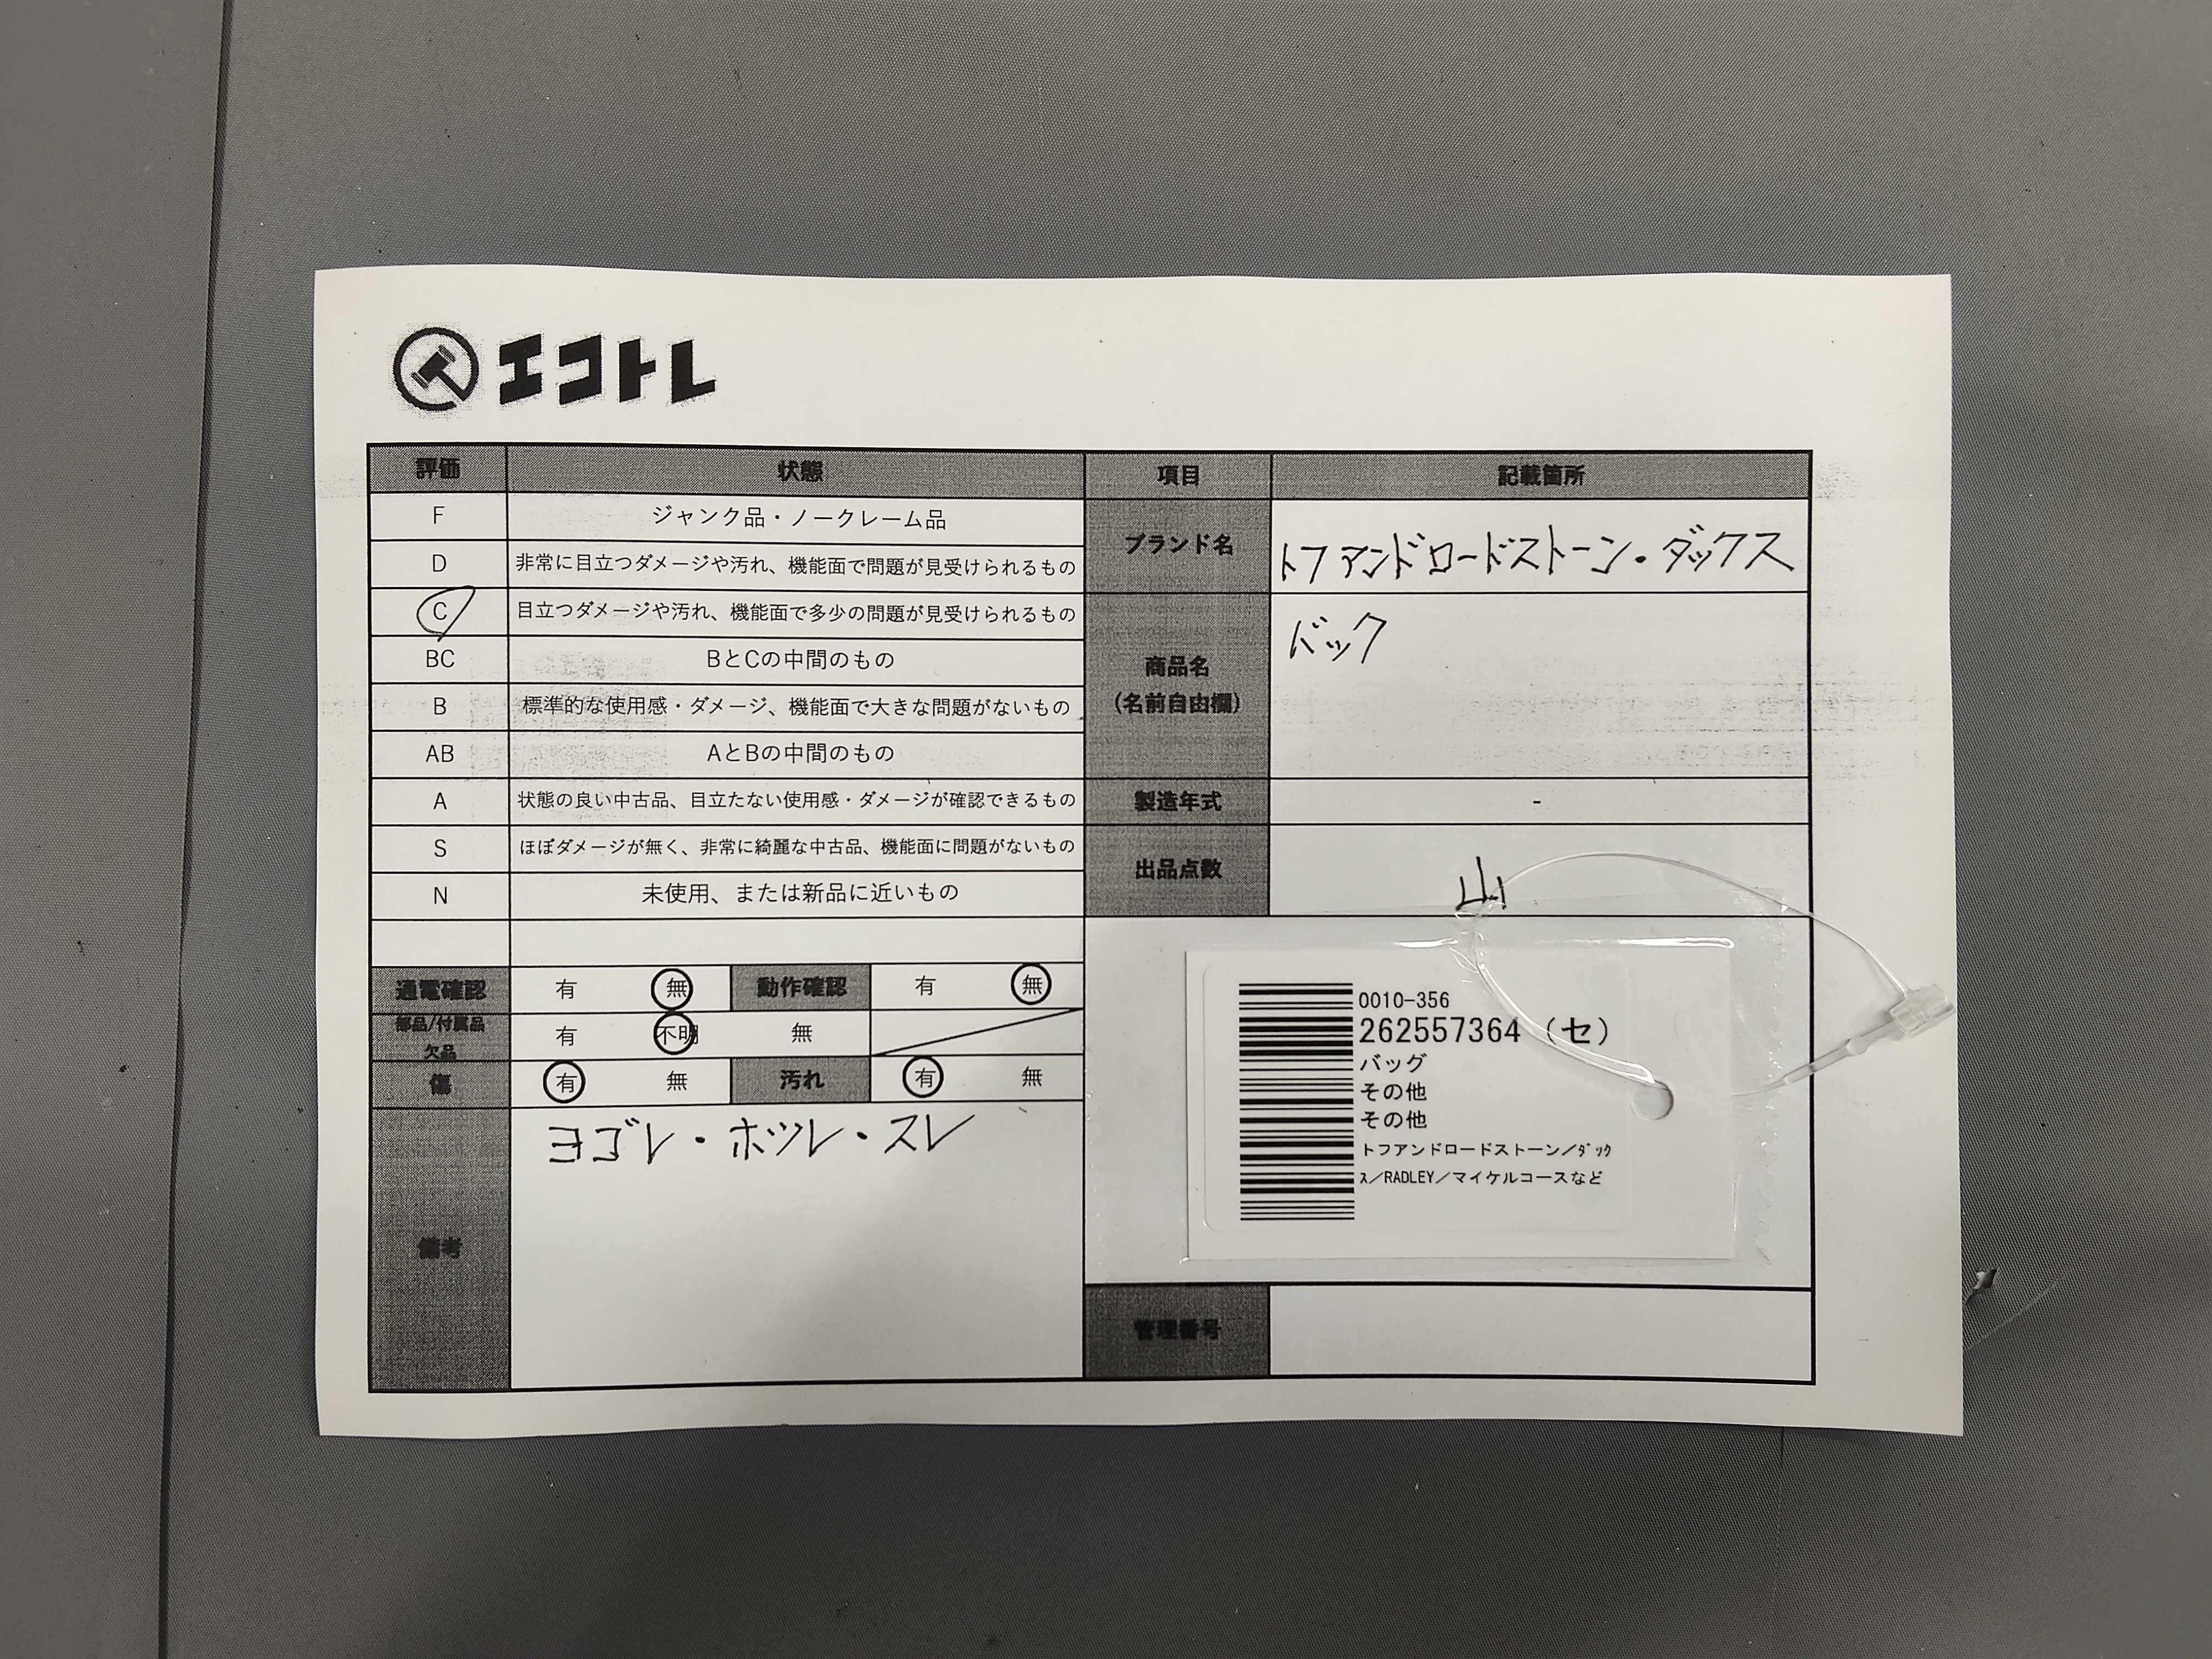 エコトレ
評価 状態 項目 記載箇所
F ジャンク品・ノークレーム品
D 非常に目立つダメージや汚れ、機能面で問題が見受けられるもの
ブランド名 トフアンドロードストーン・ダックス
C 目立つダメージや汚れ、機能面で多少の問題が見受けられるもの
BC BとCの中間のもの
商品名
(名前自由欄)
バック
B 標準的な使用感・ダメージ、機能面で大きな問題がないもの
AB AとBの中間のもの
A 状態の良い中古品、目立たない使用感・ダメージが確認できるもの
製造年式 -
S ほぼダメージが無く、非常に綺麗な中古品、機能面に問題がないもの
出品点数 山
N 未使用、または新品に近いもの
通電確認 有 無 動作確認 有 無
部品/付属品
欠品
有 不明 無
傷 有 無 汚れ 有 無
備考
ヨゴレ・ホツレ・スレ
0010-356
262557364 (セ)
バッグ
その他
その他
トフアンドロードストーン/ダック
ス/RADLEY/マイケルコースなど
管理番号